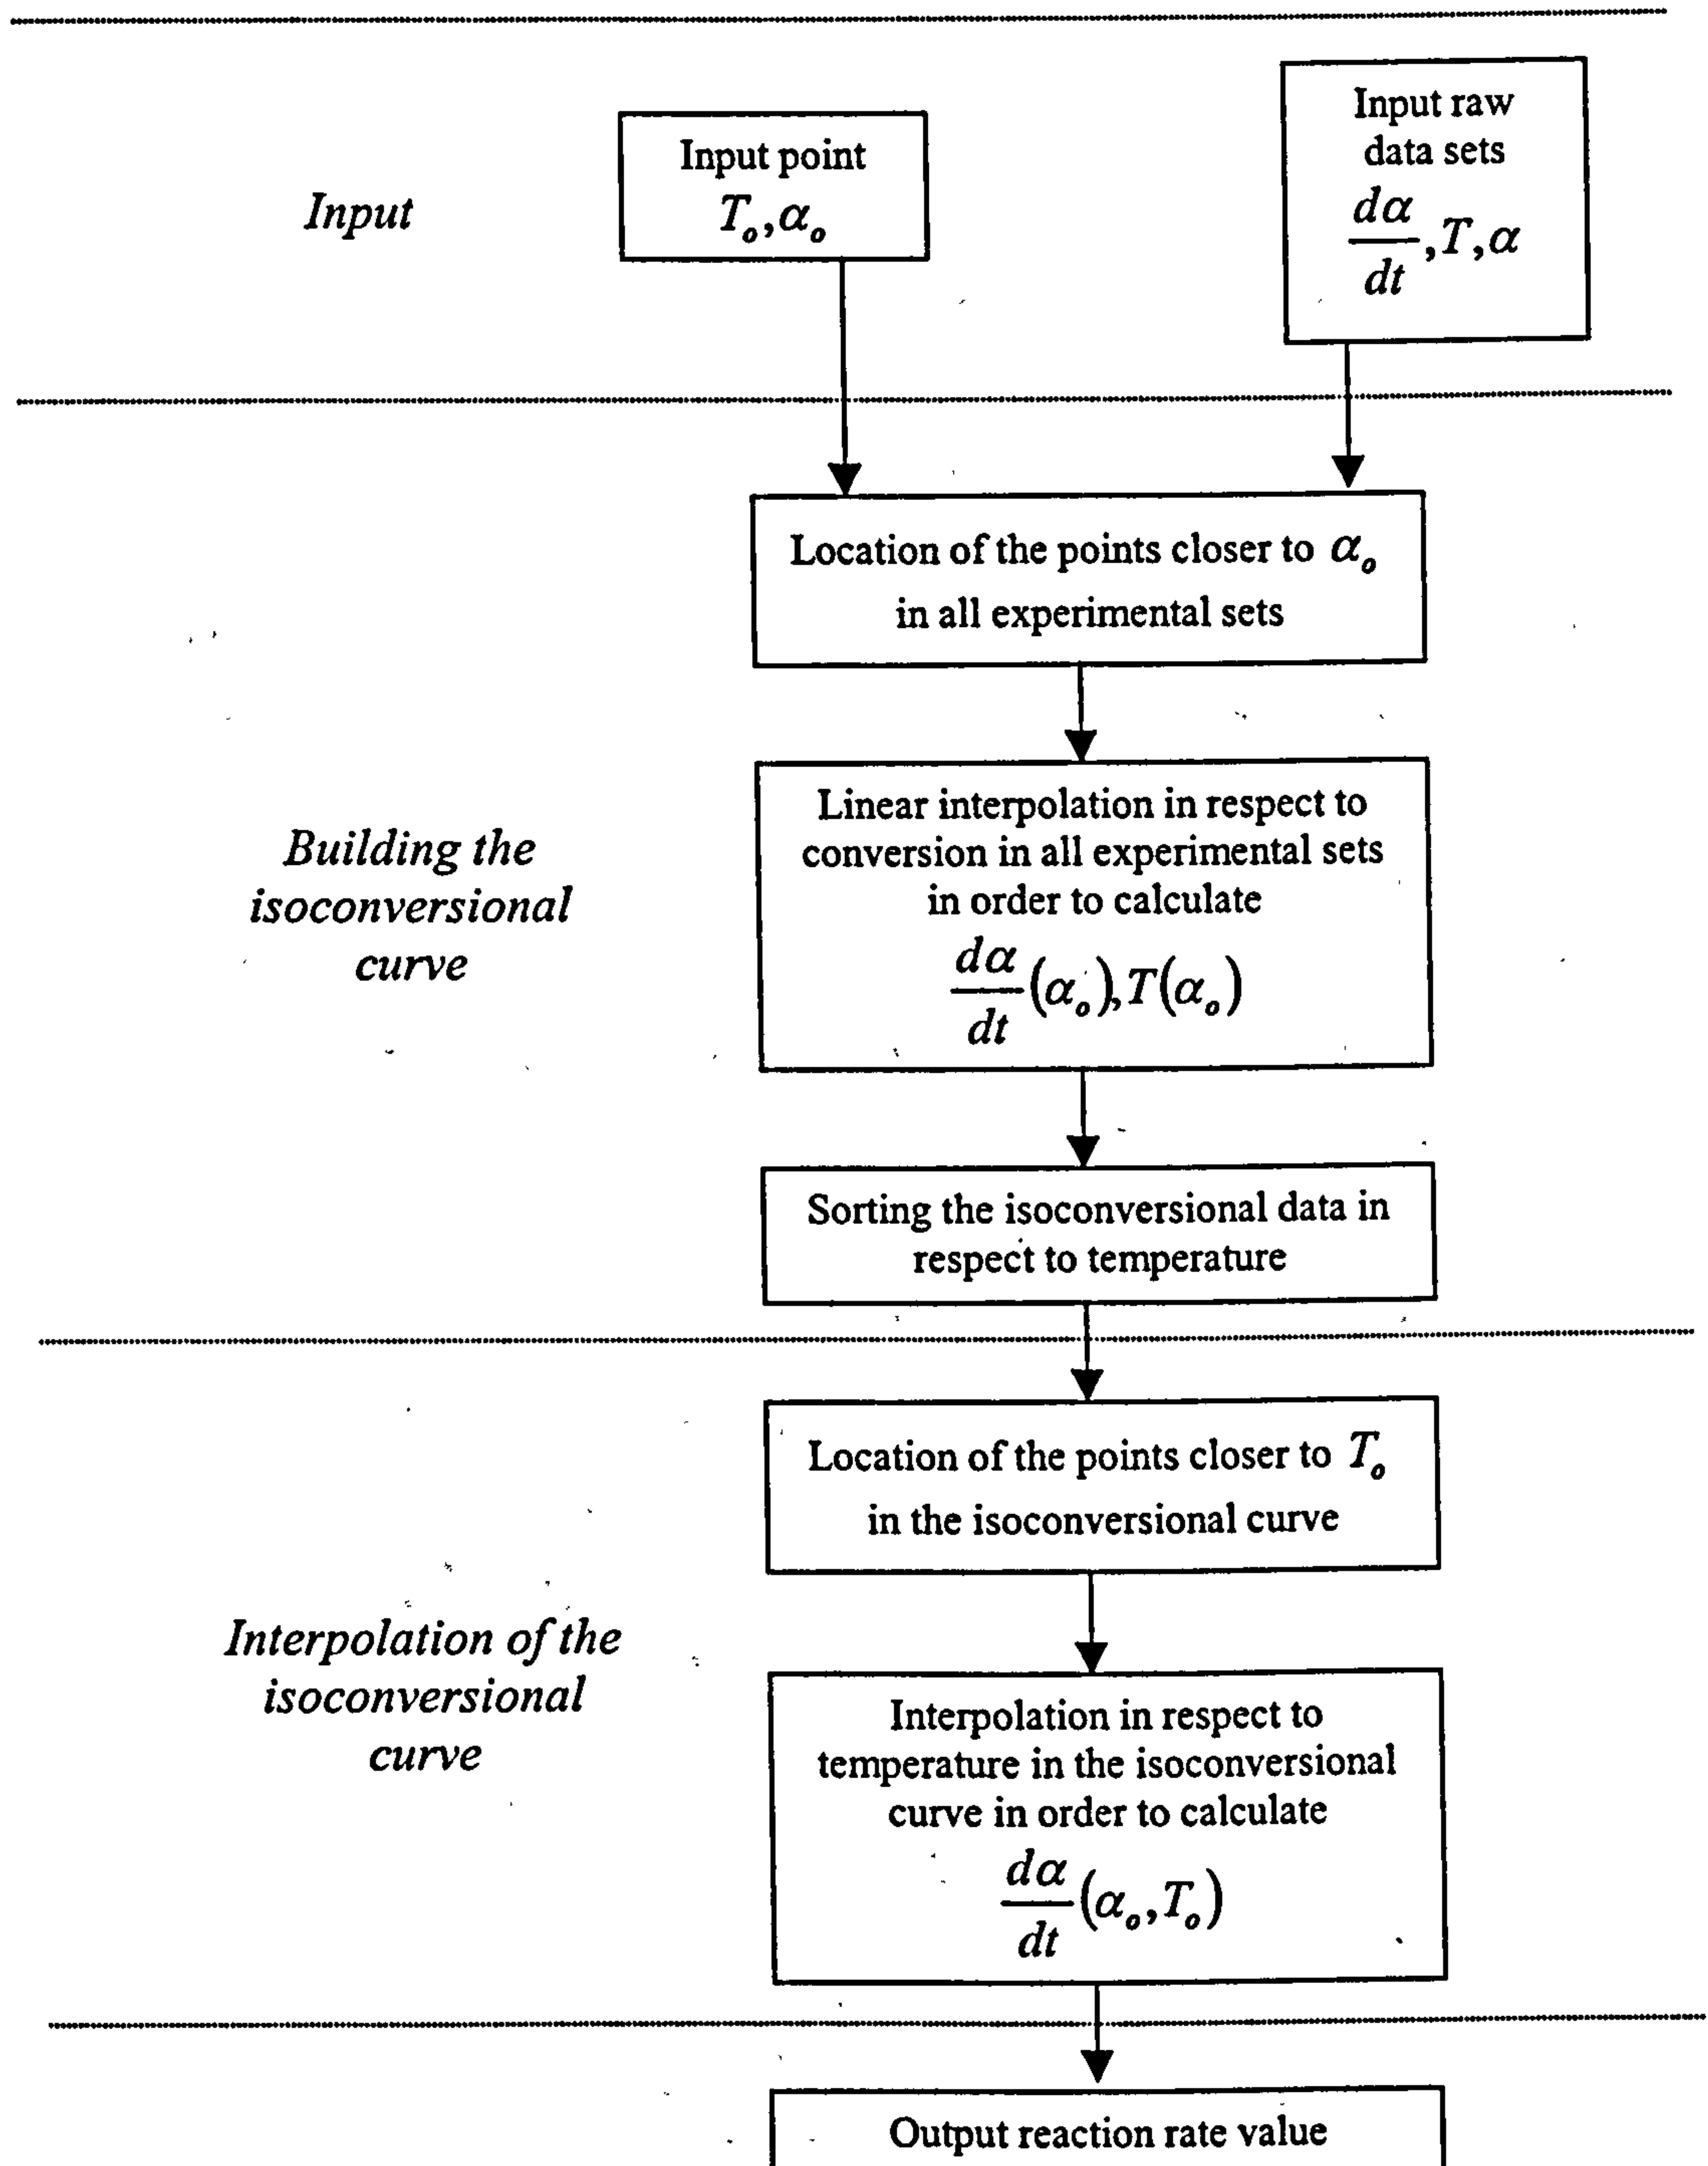 Input
Input point
T_o, α_o
Input raw
data sets
dα/dt, T, α
Building the
isoconversional
curve
Location of the points closer to α_o
in all experimental sets
Linear interpolation in respect to
conversion in all experimental sets
in order to calculate
dα/dt (α_o), T(α_o)
Sorting the isoconversional data in
respect to temperature
Interpolation of the
isoconversional
curve
Location of the points closer to T_o
in the isoconversional curve
Interpolation in respect to
temperature in the isoconversional
curve in order to calculate
dα/dt (α_o, T_o)
Output reaction rate value